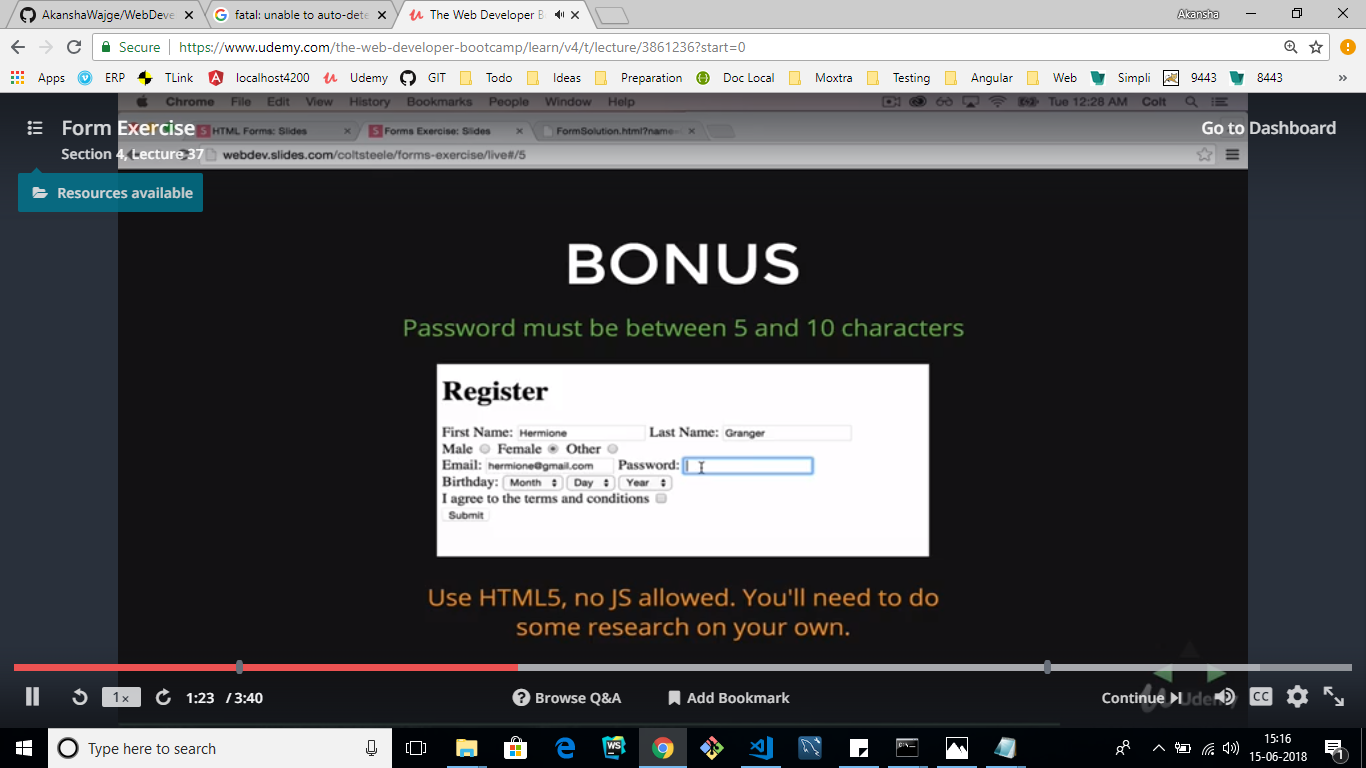 AkanshaWajge/WebDeve
fatal: unable to auto-dete
The Web Developer B
Akansha
Secure
https://www.udemy.com/the-web-developer-bootcamp/learn/v4/t/lecture/3861236?start=0
Apps ERP TLink localhost4200 Udemy GIT Todo Ideas Preparation Doc Local Moxtra Testing Angular Web Simpli 9443 8443 »
Chrome File Edit View History Bookmarks People Window Help Tue 12:28 AM Colt
Form Exercise
HTML Forms: Slides
Forms Exercise: Slides
FormSolution.html?name=
Go to Dashboard
Section 4, Lecture 37
webdev.slides.com/coltsteele/forms-exercise/live#/5
Resources available
BONUS
Password must be between 5 and 10 characters
Register
First Name: Hermione Last Name: Granger
Male Female Other
Email: hermione@gmail.com Password:
Birthday: Month Day Year
I agree to the terms and conditions
Submit
Use HTML5, no JS allowed. You'll need to do
some research on your own.
1x 1:23 / 3:40 ? Browse Q&A Add Bookmark Continue CC
Udemy
Type here to search
WS
15:16
15-06-2018
1